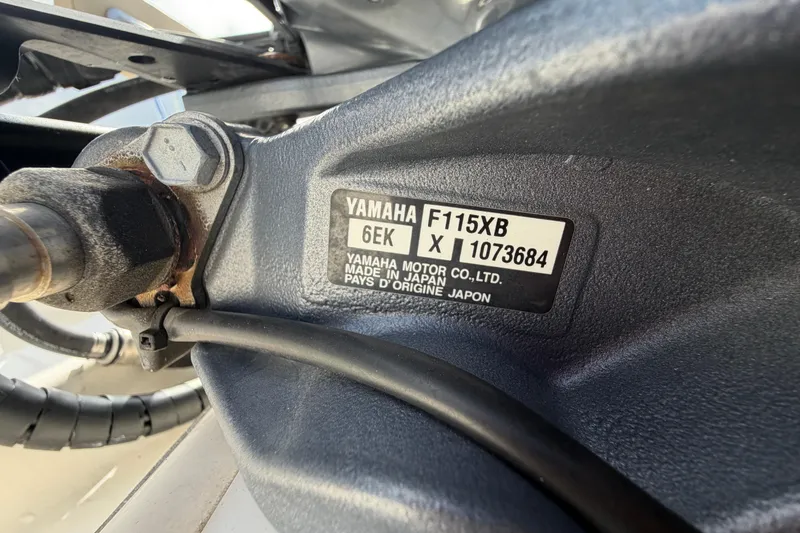 YAMAHA F115XB
6EK X 1073684
YAMAHA MOTOR CO.,LTD.
MADE IN JAPAN
PAYS D'ORIGINE JAPON